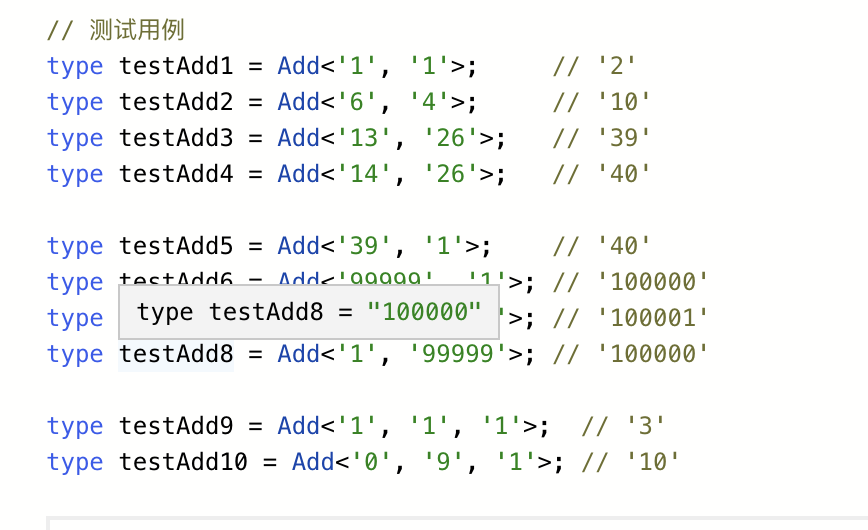 // 测试用例
type testAdd1 = Add<'1', '1'>;     // '2'
type testAdd2 = Add<'6', '4'>;     // '10'
type testAdd3 = Add<'13', '26'>;   // '39'
type testAdd4 = Add<'14', '26'>;   // '40'
type testAdd5 = Add<'39', '1'>;    // '40'
type testAdd6 = Add<'99999', '1'>; // '100000'
type testAdd8 = "100000"
type '>; // '100001'
type testAdd8 = Add<'1', '99999'>; // '100000'
type testAdd9 = Add<'1', '1', '1'>;  // '3'
type testAdd10 = Add<'0', '9', '1'>; // '10'